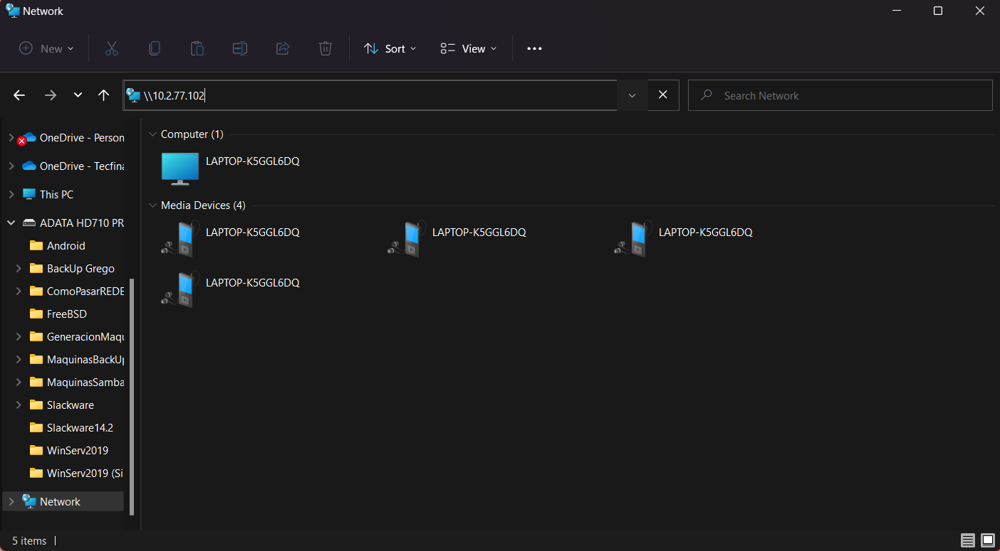 Network
New
Sort
View
\\10.2.77.102
Search Network
OneDrive - Person
OneDrive - Tecfina
This PC
ADATA HD710 PR
Android
BackUp Grego
ComoPasarREDE
FreeBSD
GeneracionMaqu
MaquinasBackUp
MaquinasSamba
Slackware
Slackware14.2
WinServ2019
WinServ2019 (Si
Network
Computer (1)
LAPTOP-K5GGL6DQ
Media Devices (4)
LAPTOP-K5GGL6DQ
LAPTOP-K5GGL6DQ
LAPTOP-K5GGL6DQ
LAPTOP-K5GGL6DQ
5 items